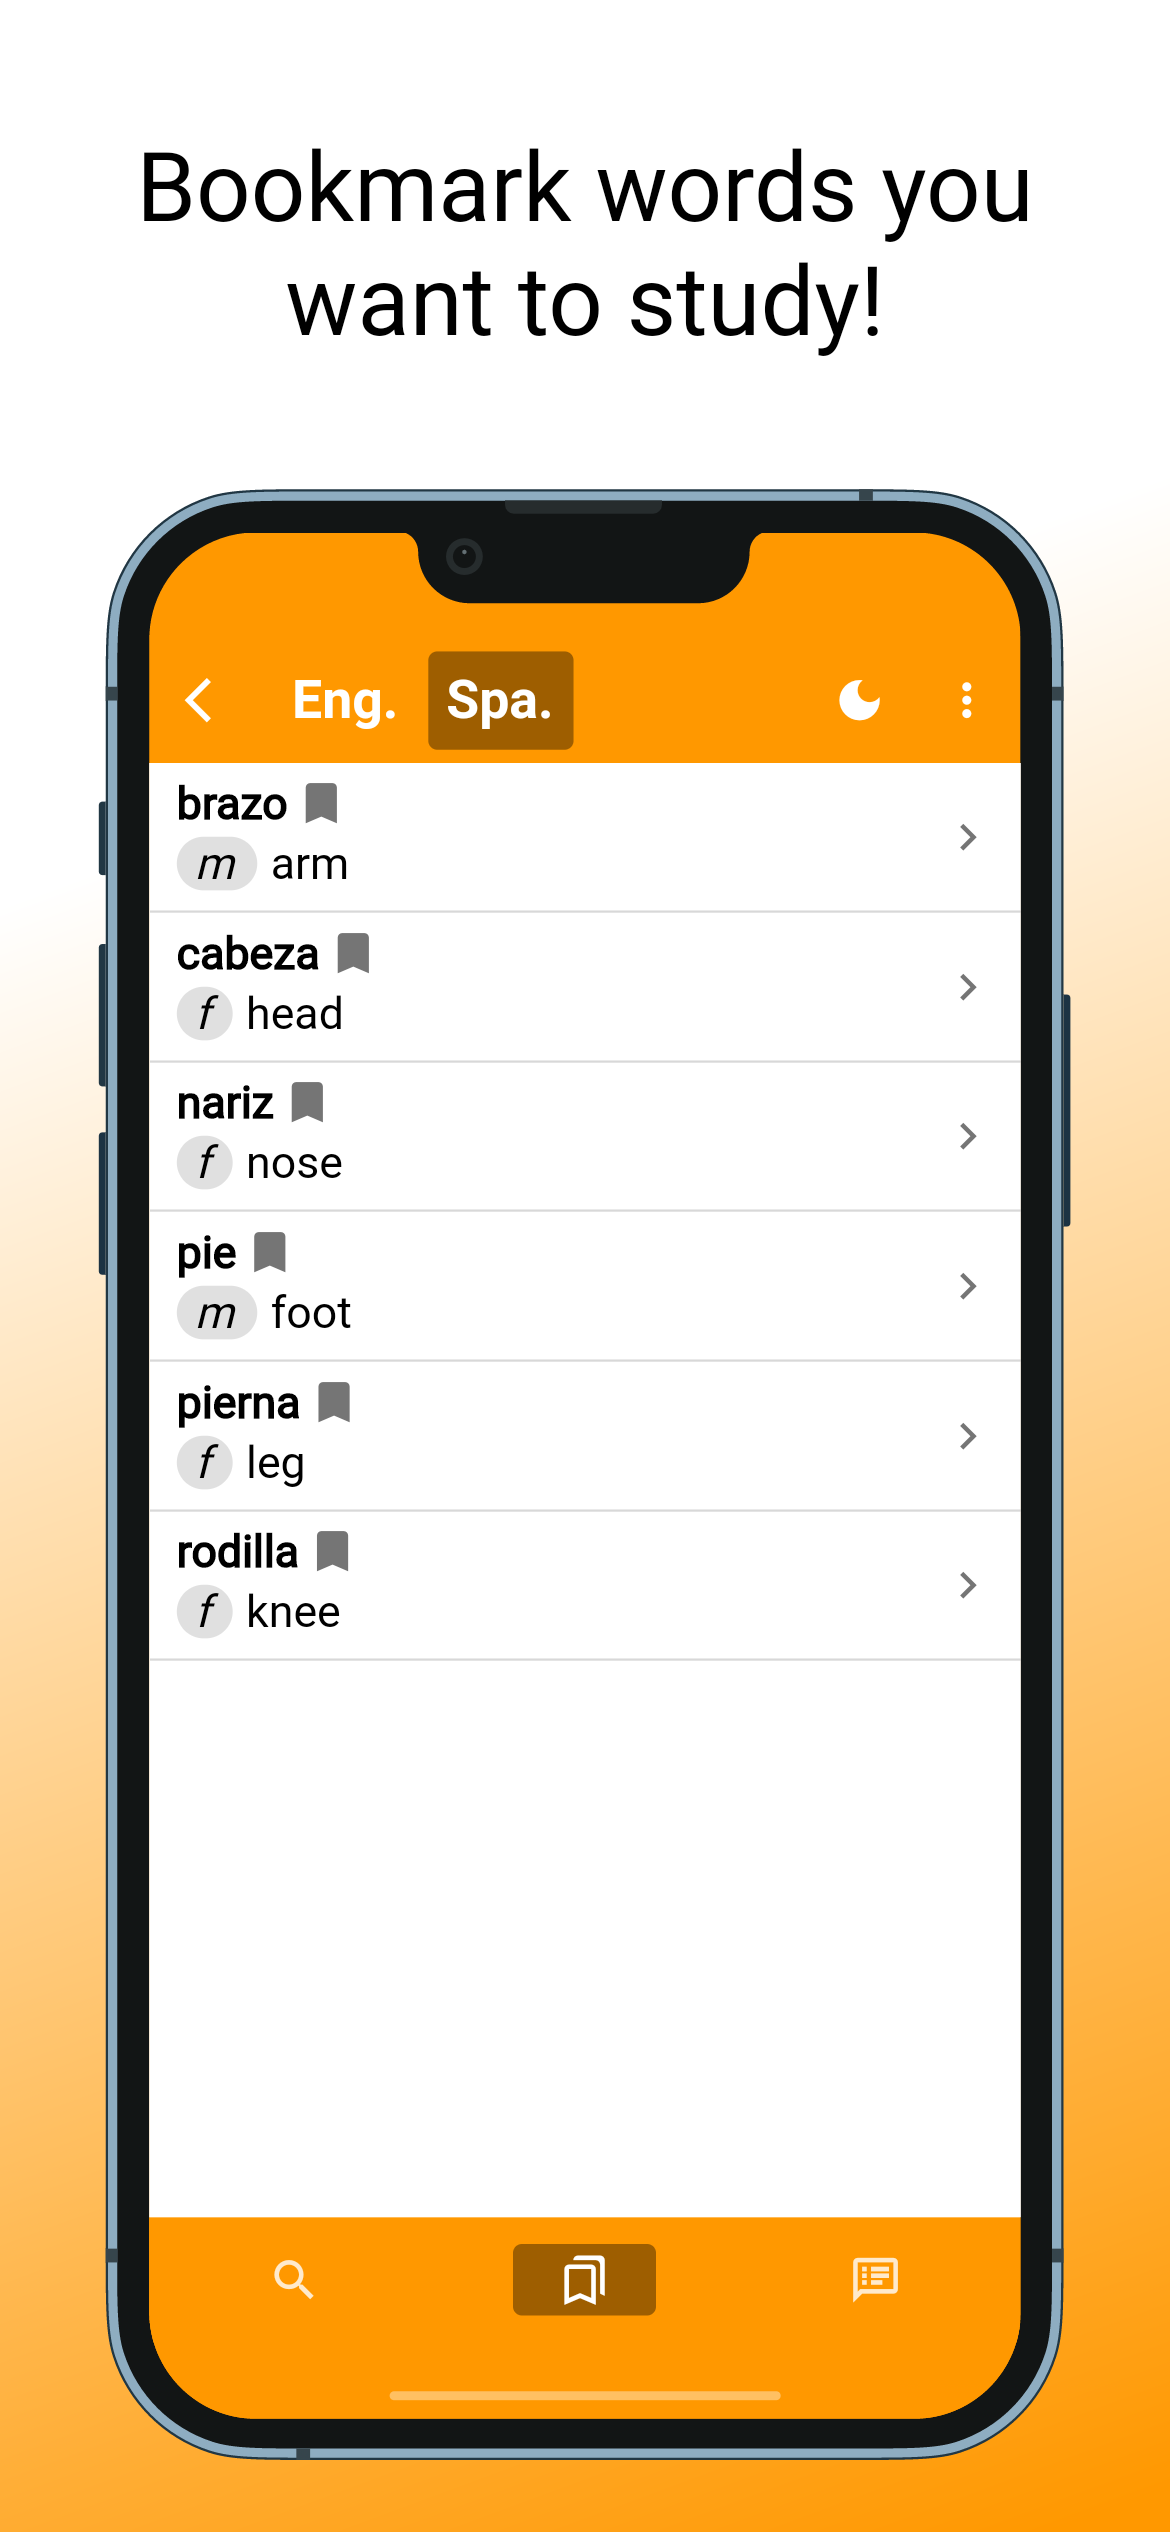 Bookmark words you
want to study!
Eng. Spa.
brazo
m arm
cabeza
f head
nariz
f nose
pie
m foot
pierna
f leg
rodilla
f knee